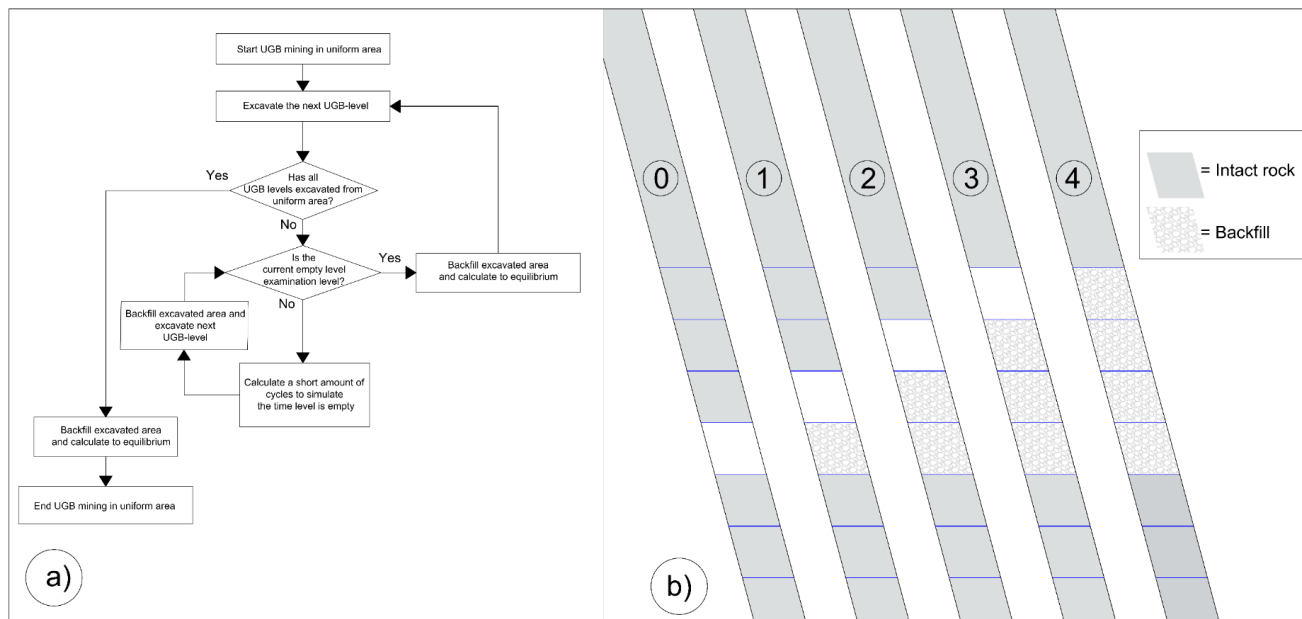 Start UGB mining in uniform area
Excavate the next UGB-level
Yes
Has all
UGB levels excavated from
uniform area?
No
Is the
current empty level
examination level?
Yes
Backfill excavated area
and calculate to equilibrium
No
Backfill excavated area and
excavate next
UGB-level
Calculate a short amount of
cycles to simulate
the time level is empty
Backfill excavated area
and calculate to equilibrium
End UGB mining in uniform area
a)
0
1
2
3
4
= Intact rock
= Backfill
b)